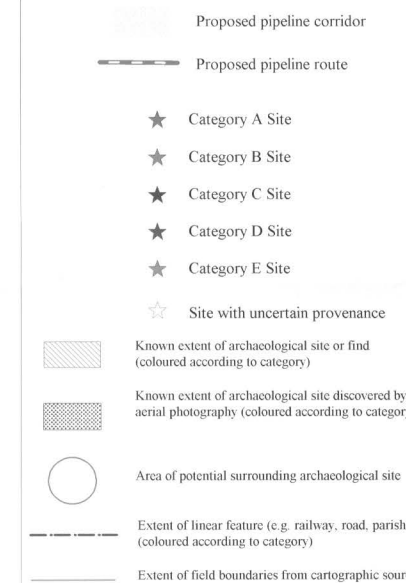 Proposed pipeline corridor
Proposed pipeline route
Category A Site
Category B Site
Category C Site
Category D Site
Category E Site
Site with uncertain provenance
Known extent of archaeological site or find
(coloured according to category)
Known extent of archaeological site discovered by
aerial photography (coloured according to categor
Area of potential surrounding archaeological site
Extent of linear feature (e.g. railway, road, parish
(coloured according to category)
Extent of field boundaries from cartographic sour